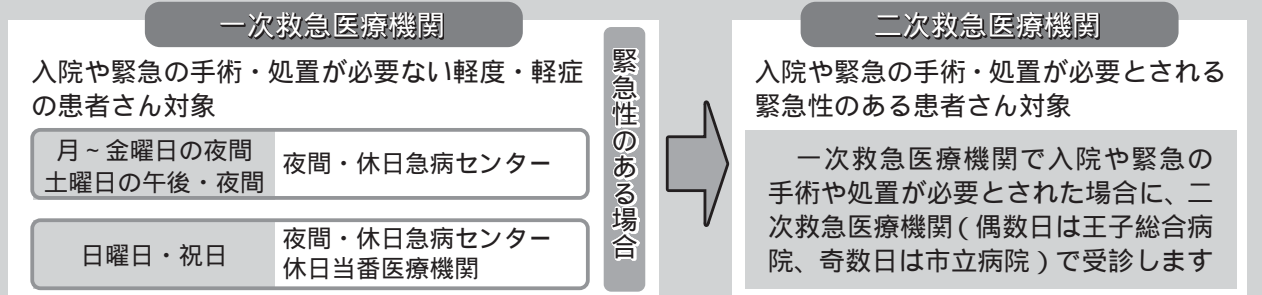 一次救急医療機関
入院や緊急の手術・処置が必要ない軽度・軽症
の患者さん対象
月~金曜日の夜間
土曜日の午後・夜間
夜間・休日急病センター
日曜日・祝日
夜間・休日急病センター
休日当番医療機関
緊急性のある場合
二次救急医療機関
入院や緊急の手術・処置が必要とされる
緊急性のある患者さん対象
一次救急医療機関で入院や緊急の
手術や処置が必要とされた場合に、二
次救急医療機関(偶数日は王子総合病
院、奇数日は市立病院)で受診します